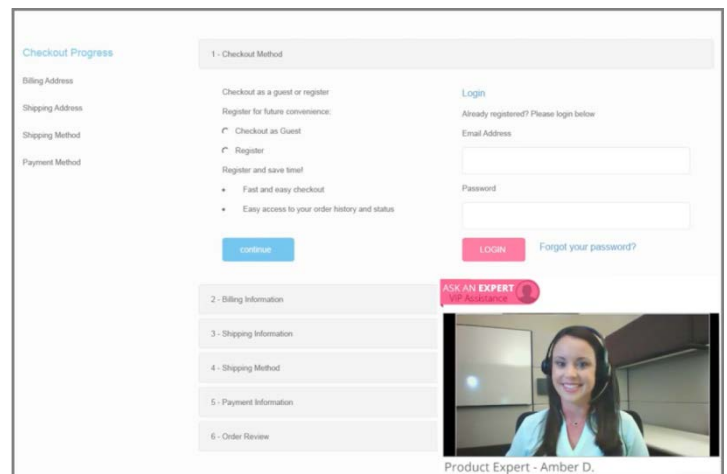 Checkout Progress
Billing Address
Shipping Address
Shipping Method
Payment Method
1 - Checkout Method
Checkout as a guest or register
Register for future convenience:
Checkout as Guest
Register
Register and save time!
Fast and easy checkout
Easy access to your order history and status
continue
Login
Already registered? Please login below
Email Address
Password
LOGIN
Forgot your password?
2 - Billing Information
3 - Shipping Information
4 - Shipping Method
5 - Payment Information
6 - Order Review
ASK AN EXPERT
VIP Assistance
Product Expert - Amber D.